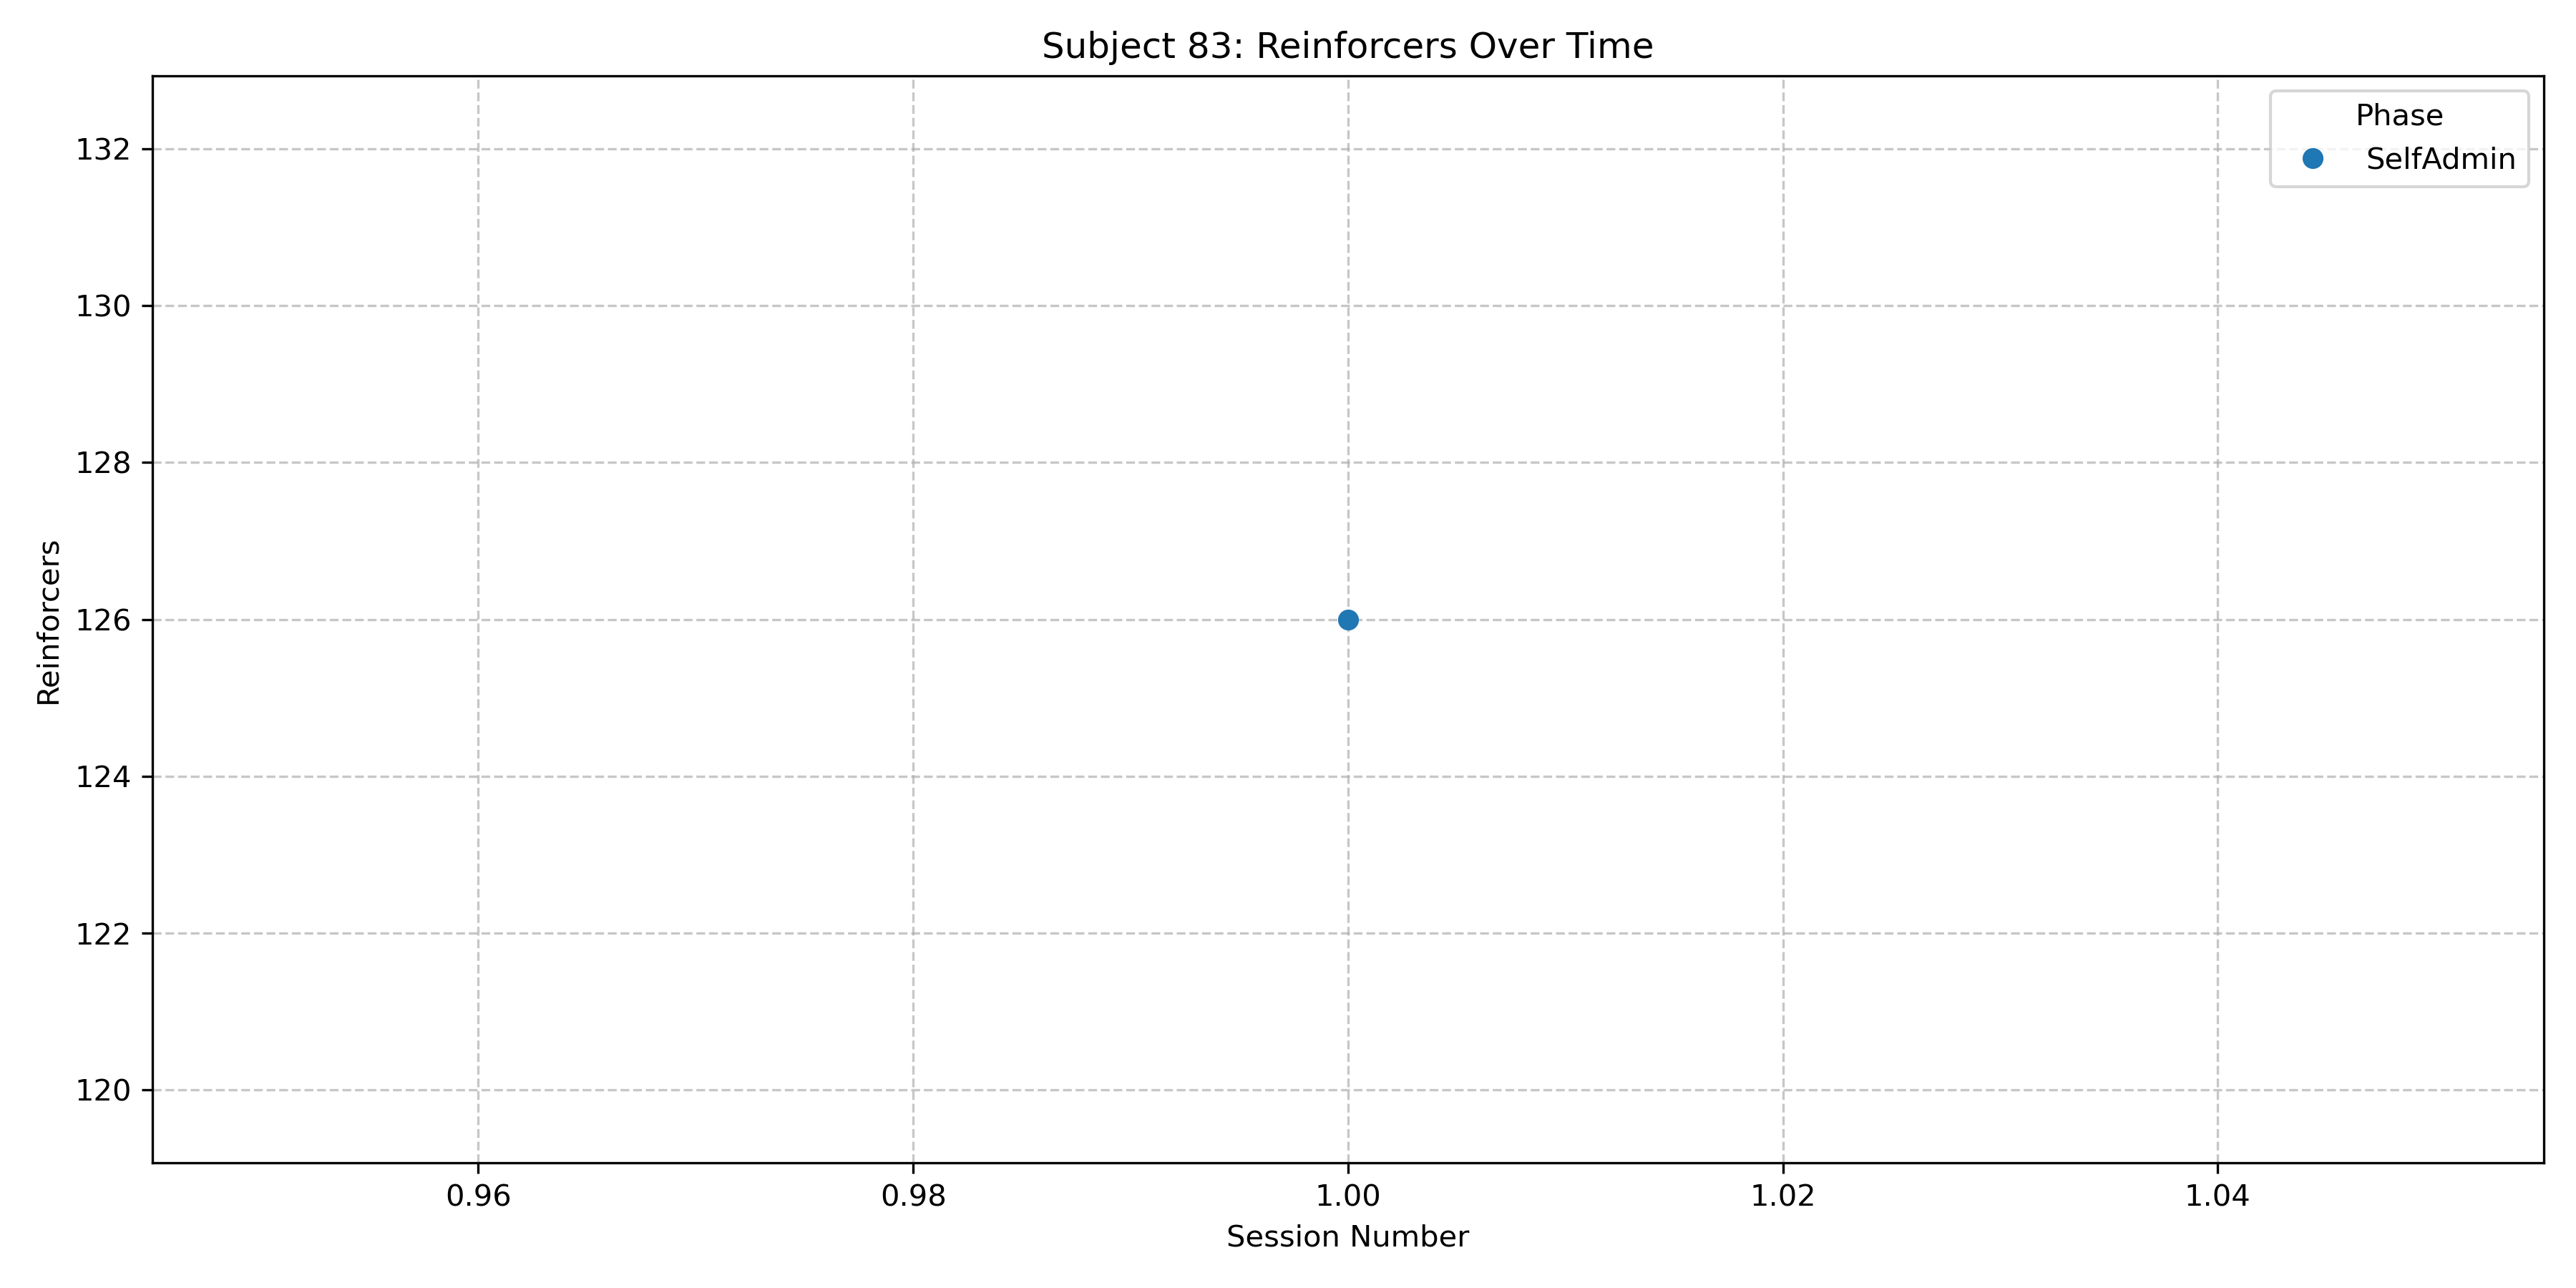 Subject 83: Reinforcers Over Time
Phase
SelfAdmin
132
130
128
126
124
122
120
Reinforcers
0.96 0.98 1.00 1.02 1.04
Session Number